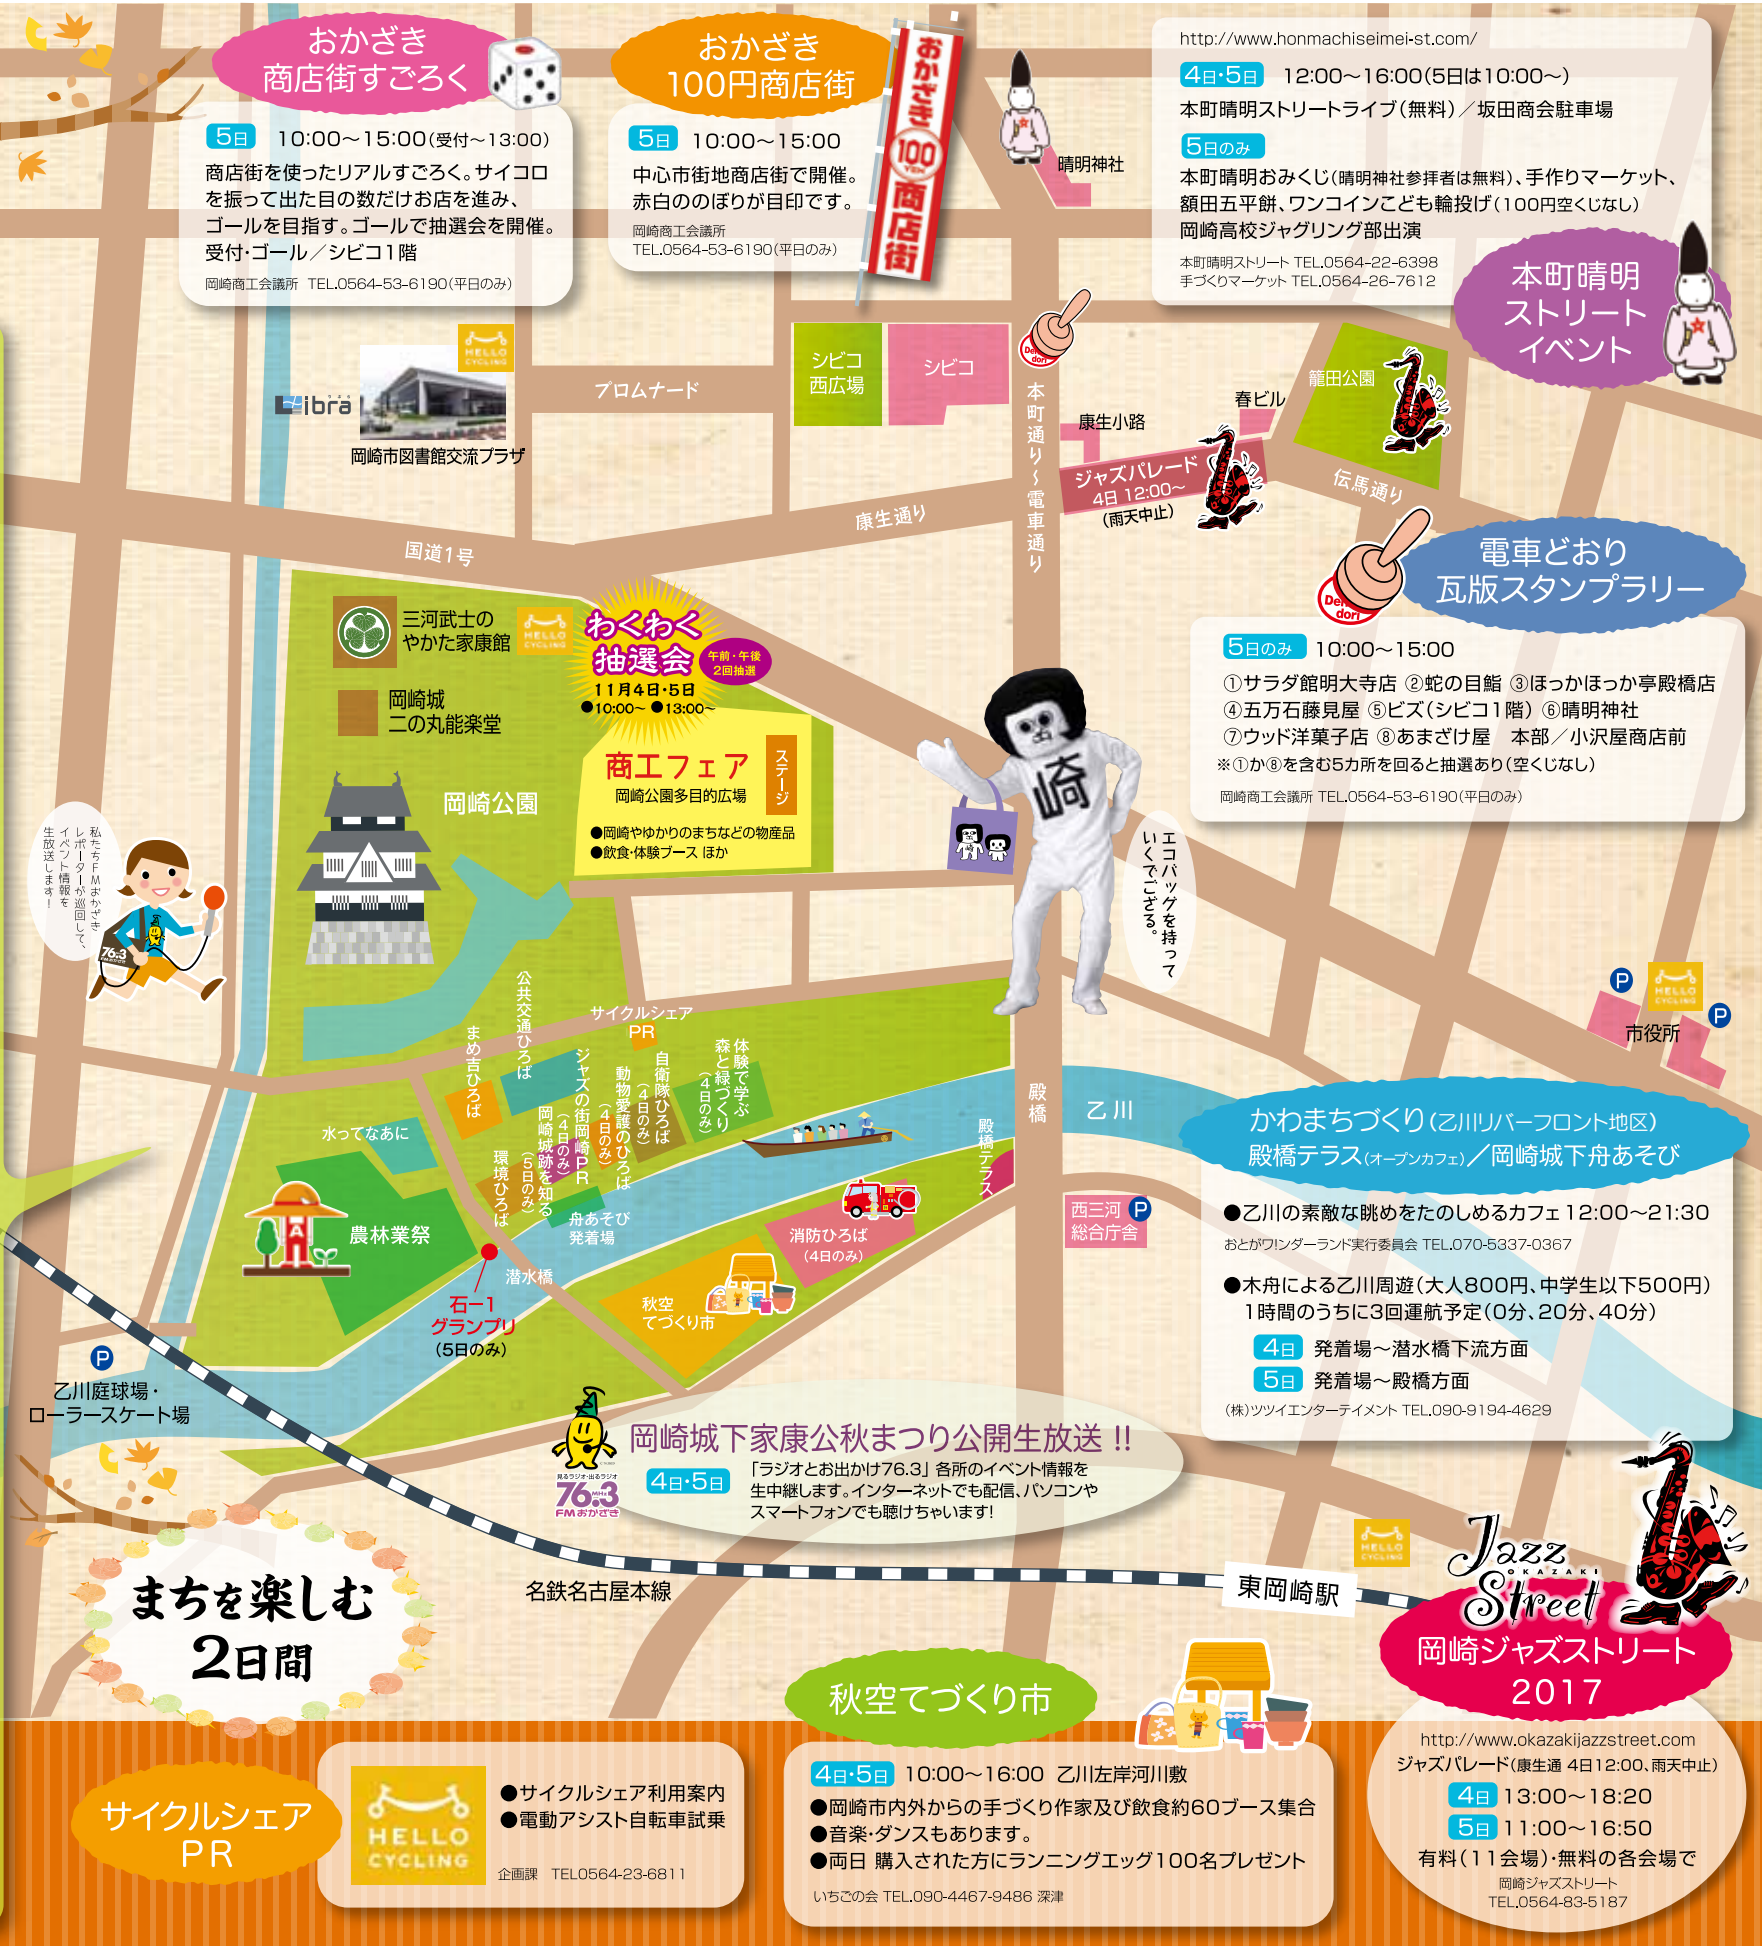 おかざき
商店街すごろく
5日 10:00〜15:00(受付〜13:00)
商店街を使ったリアルすごろく。サイコロ
を振って出た目の数だけお店を進み、
ゴールを目指す。ゴールで抽選会を開催。
受付・ゴール／シビコ1階
岡崎商工会議所 TEL.0564-53-6190(平日のみ)
おかざき
100円商店街
5日 10:00〜15:00
中心市街地商店街で開催。
赤白ののぼりが目印です。
岡崎商工会議所
TEL.0564-53-6190(平日のみ)
おかざき
100
YEN
商店街
晴明神社
http://www.honmachiseimei-st.com/
4日・5日 12:00〜16:00(5日は10:00〜)
本町晴明ストリートライブ(無料)／坂田商会駐車場
5日のみ
本町晴明おみくじ(晴明神社参拝者は無料)、手作りマーケット、
額田五平餅、ワンコインこども輪投げ(100円空くじなし)
岡崎高校ジャグリング部出演
本町晴明ストリート TEL.0564-22-6398
手づくりマーケット TEL.0564-26-7612
本町晴明
ストリート
イベント
HELLO
CYCLING
Libra
岡崎市図書館交流プラザ
プロムナード
シビコ
西広場
シビコ
本町通り〜電車通り
康生小路
春ビル
籠田公園
ジャズパレード
4日 12:00〜
(雨天中止)
伝馬通り
康生通り
国道1号
電車どおり
瓦版スタンプラリー
Den
dori
5日のみ 10:00〜15:00
①サラダ館明大寺店 ②蛇の目鮨 ③ほっかほっか亭殿橋店
④五万石藤見屋 ⑤ビズ(シビコ1階) ⑥晴明神社
⑦ウッド洋菓子店 ⑧あまざけ屋 本部／小沢屋商店前
※①か⑧を含む5カ所を回ると抽選あり(空くじなし)
岡崎商工会議所 TEL.0564-53-6190(平日のみ)
三河武士の
やかた家康館
HELLO
CYCLING
岡崎城
二の丸能楽堂
わくわく
抽選会
午前・午後
2回抽選
11月4日・5日
●10:00〜 ●13:00〜
商工フェア
岡崎公園多目的広場
ステージ
●岡崎やゆかりのまちなどの物産品
●飲食・体験ブース ほか
岡崎公園
崎
エコバッグを持って
いくでござる。
私たちFMおかざき
レポーターが巡回して、
イベント情報を
生放送します!
76.3
FMおかざき
P
HELLO
CYCLING
P
市役所
公共交通ひろば
まめ吉ひろば
サイクルシェア
PR
体験で学ぶ
森と緑づくり
(4日のみ)
自衛隊ひろば
(4日のみ)
動物愛護のひろば
(4日のみ)
ジャズの街岡崎PR
(4日のみ)
岡崎城跡を知る
(5日のみ)
環境ひろば
水ってなあに
農林業祭
舟あそび
発着場
潜水橋
石ー1
グランプリ
(5日のみ)
秋空
てづくり市
消防ひろば
(4日のみ)
殿橋テラス
殿橋
乙川
西三河
総合庁舎
P
かわまちづくり(乙川リバーフロント地区)
殿橋テラス(オープンカフェ)／岡崎城下舟あそび
●乙川の素敵な眺めをたのしめるカフェ 12:00〜21:30
おとがワ!ンダーランド実行委員会 TEL.070-5337-0367
●木舟による乙川周遊(大人800円、中学生以下500円)
1時間のうちに3回運航予定(0分、20分、40分)
4日 発着場〜潜水橋下流方面
5日 発着場〜殿橋方面
(株)ツツイエンターテイメント TEL.090-9194-4629
P
乙川庭球場・
ローラースケート場
岡崎城下家康公秋まつり公開生放送 !!
4日・5日
「ラジオとお出かけ76.3」各所のイベント情報を
生中継します。インターネットでも配信、パソコンや
スマートフォンでも聴けちゃいます!
見るラジオ・出るラジオ
76.3
MHz
FMおかざき
名鉄名古屋本線
東岡崎駅
HELLO
CYCLING
まちを楽しむ
2日間
サイクルシェア
PR
HELLO
CYCLING
●サイクルシェア利用案内
●電動アシスト自転車試乗
企画課 TEL0564-23-6811
秋空てづくり市
4日・5日 10:00〜16:00 乙川左岸河川敷
●岡崎市内外からの手づくり作家及び飲食約60ブース集合
●音楽・ダンスもあります。
●両日 購入された方にランニングエッグ100名プレゼント
いちごの会 TEL.090-4467-9486 深津
Jazz
OKAZAKI
Street
岡崎ジャズストリート
2017
http://www.okazakijazzstreet.com
ジャズパレード(康生通 4日12:00、雨天中止)
4日 13:00〜18:20
5日 11:00〜16:50
有料(11会場)・無料の各会場で
岡崎ジャズストリート
TEL.0564-83-5187